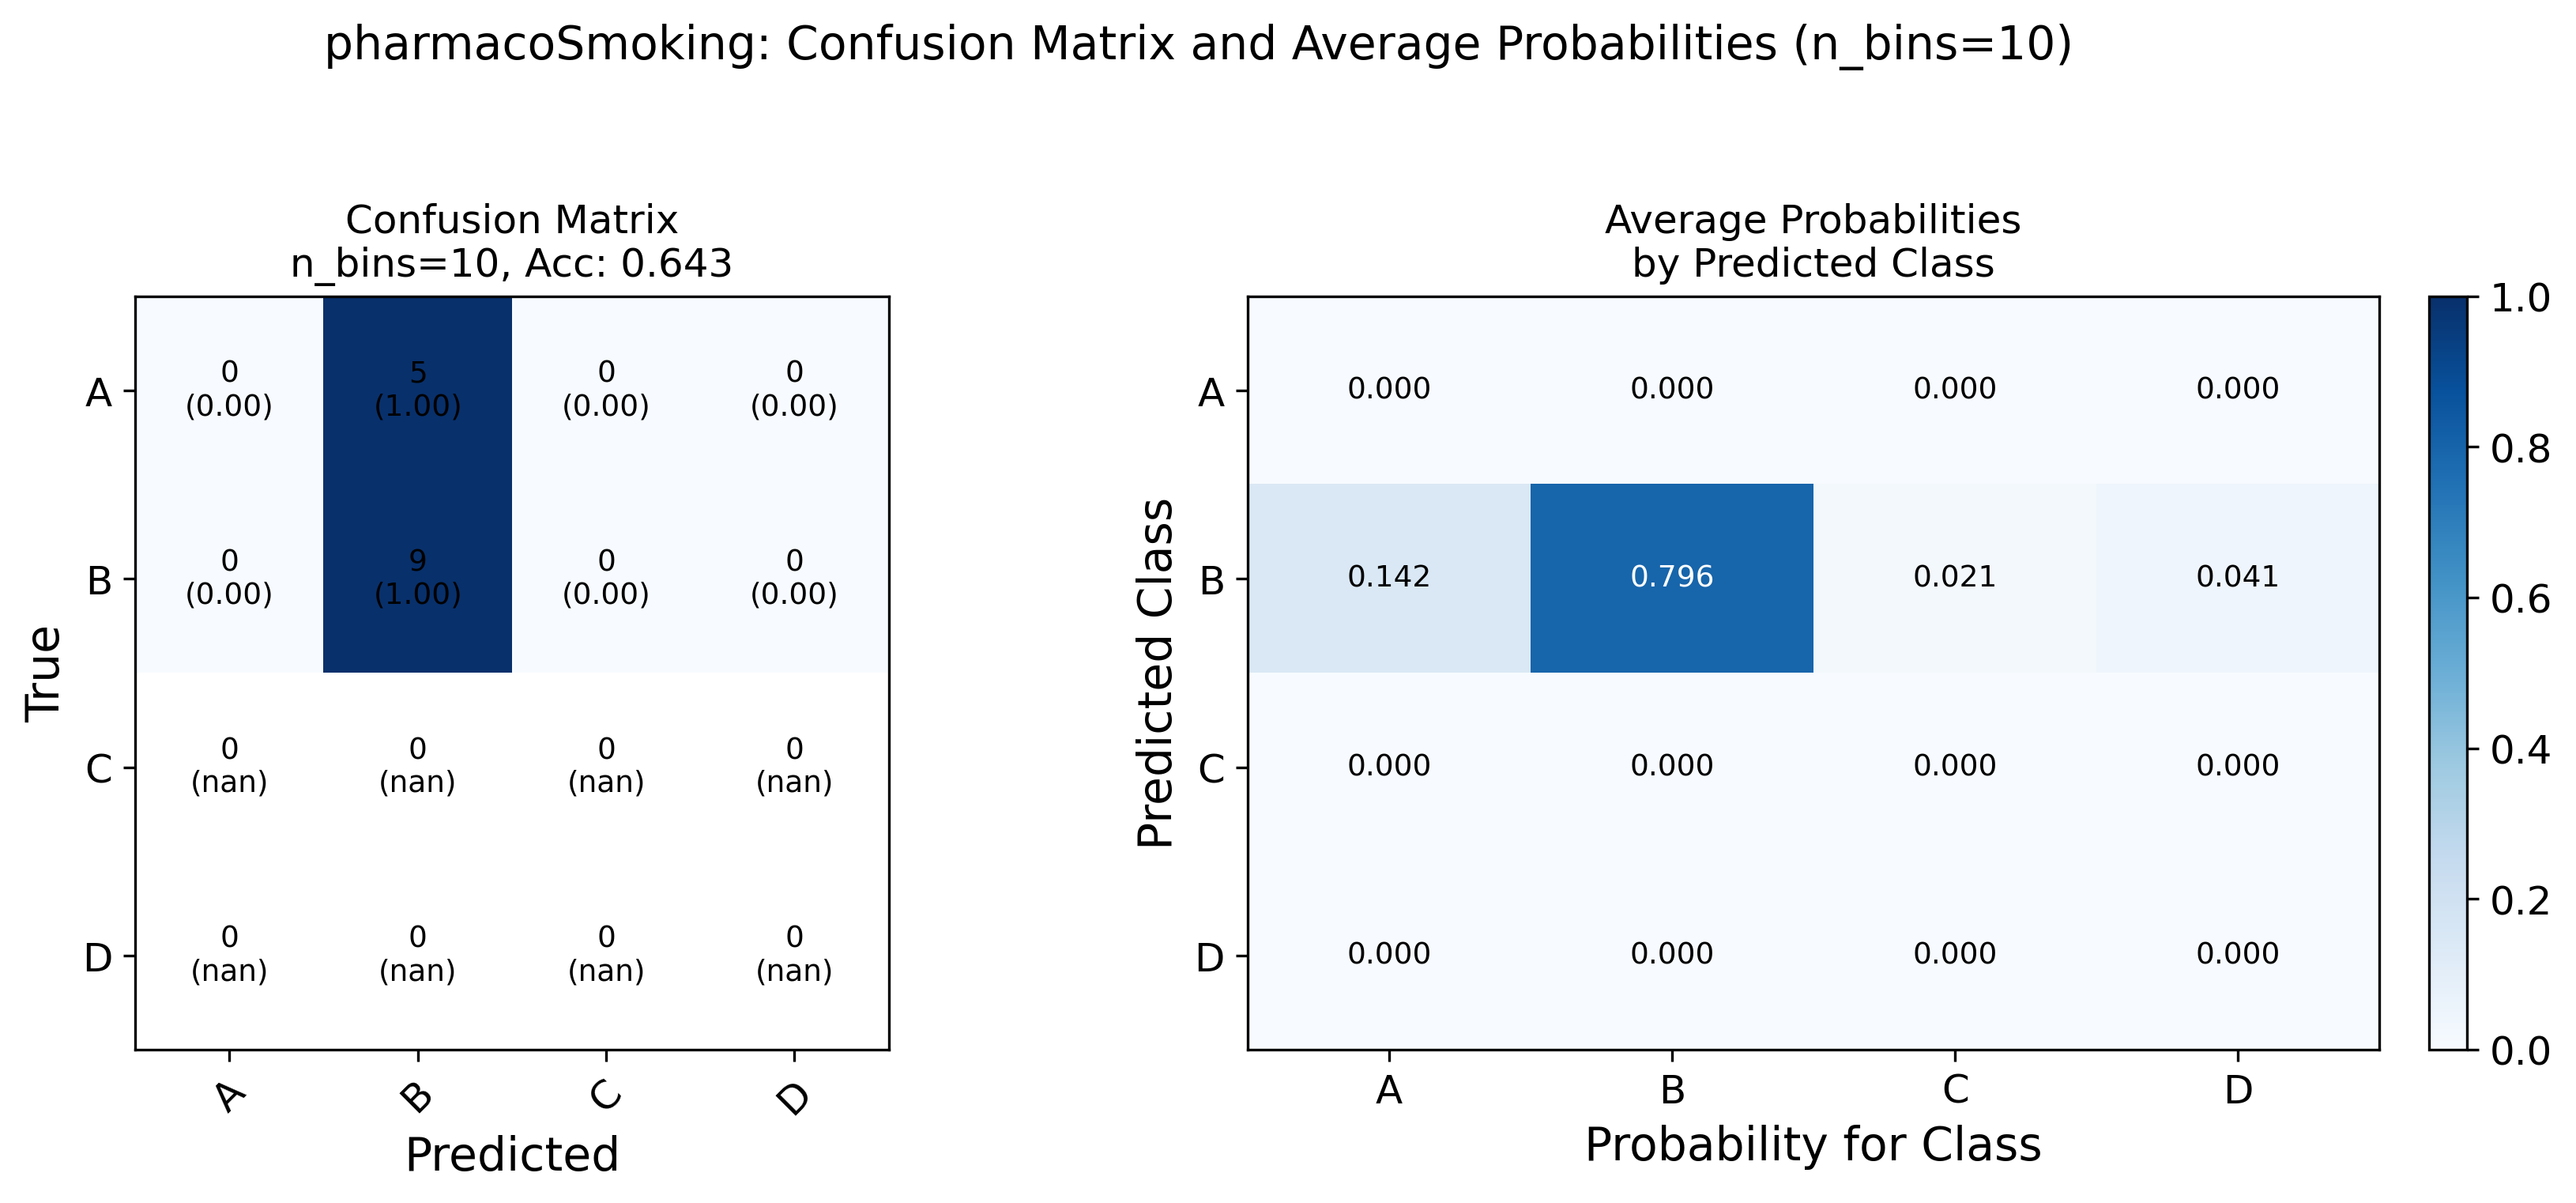 pharmacoSmoking: Confusion Matrix and Average Probabilities (n_bins=10)
Confusion Matrix
n_bins=10, Acc: 0.643
True
A
B
C
D
0 5 0 0
(0.00) (1.00) (0.00) (0.00)
0 9 0 0
(0.00) (1.00) (0.00) (0.00)
0 0 0 0
(nan) (nan) (nan) (nan)
0 0 0 0
(nan) (nan) (nan) (nan)
A B C D
Predicted
Average Probabilities
by Predicted Class
Predicted Class
A
B
C
D
0.000 0.000 0.000 0.000
0.142 0.796 0.021 0.041
0.000 0.000 0.000 0.000
0.000 0.000 0.000 0.000
A B C D
Probability for Class
1.0
0.8
0.6
0.4
0.2
0.0